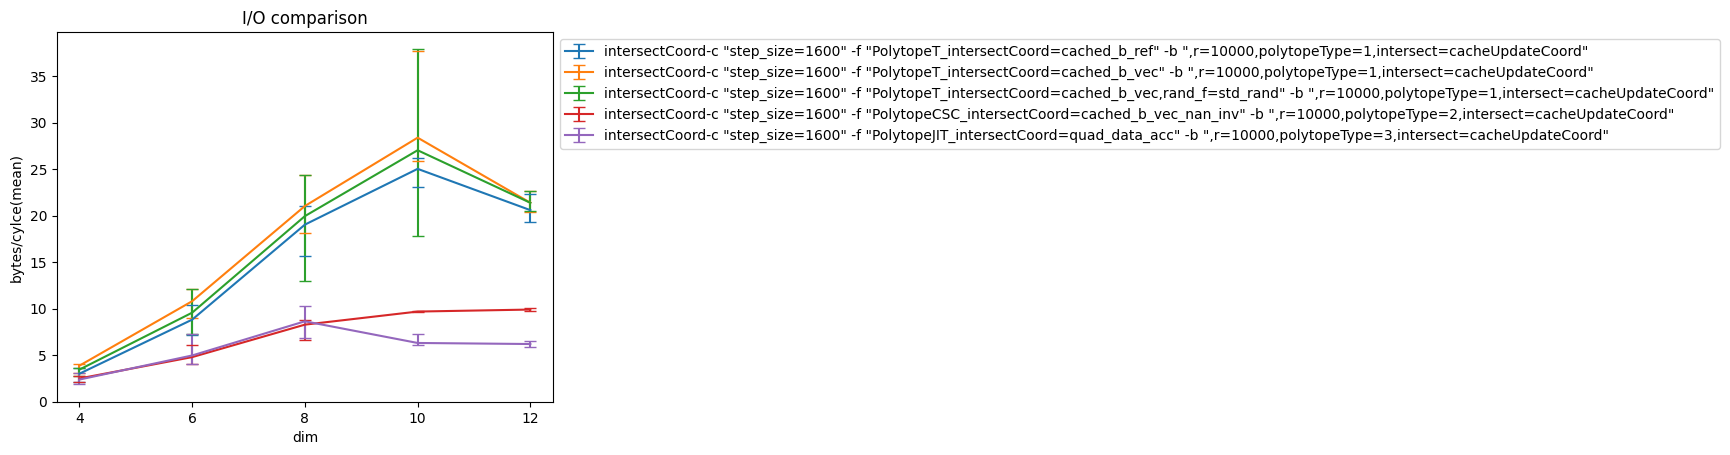 I/O comparison
bytes/cylce(mean)
35
30
25
20
15
10
5
0
4 6 8 10 12
dim
intersectCoord-c "step_size=1600" -f "PolytopeT_intersectCoord=cached_b_ref" -b ",r=10000,polytopeType=1,intersect=cacheUpdateCoord"
intersectCoord-c "step_size=1600" -f "PolytopeT_intersectCoord=cached_b_vec" -b ",r=10000,polytopeType=1,intersect=cacheUpdateCoord"
intersectCoord-c "step_size=1600" -f "PolytopeT_intersectCoord=cached_b_vec,rand_f=std_rand" -b ",r=10000,polytopeType=1,intersect=cacheUpdateCoord"
intersectCoord-c "step_size=1600" -f "PolytopeCSC_intersectCoord=cached_b_vec_nan_inv" -b ",r=10000,polytopeType=2,intersect=cacheUpdateCoord"
intersectCoord-c "step_size=1600" -f "PolytopeJIT_intersectCoord=quad_data_acc" -b ",r=10000,polytopeType=3,intersect=cacheUpdateCoord"